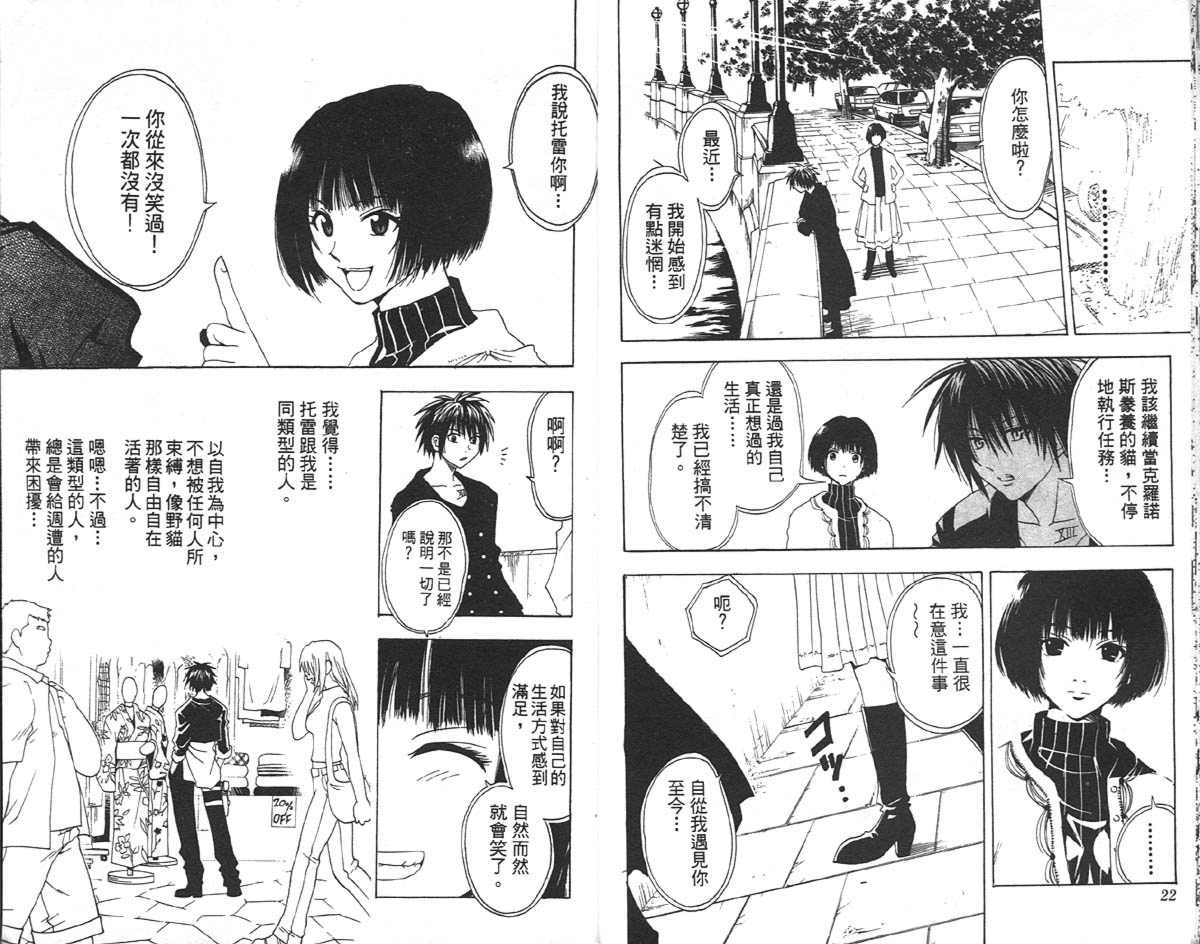 …………
你怎麼啦？
最近…
我開始感到
有點迷惘…
我該繼續當克羅諾
斯豢養的貓，不停
地執行任務…
XIII
還是過我自己
真正想過的
生活……
我已經搞不清
楚了。
………
我…一直很
在意這件事
～～
呃？
コツ
自從我遇見你
至今…
22
我說托雷你啊…
你從來沒笑過！
一次都沒有！
啊啊？
那不是已經
說明一切了
嗎？
如果對自己的
生活方式感到
滿足，
自然而然
就會笑了。
我覺得……
托雷跟我是
同類型的人。
以自我為中心，
不想被任何人所
束縛，像野貓
那樣自由自在
活著的人。
嗯嗯…不過…
這類型的人，
總是會給週遭的人
帶來困擾…
20%
OFF